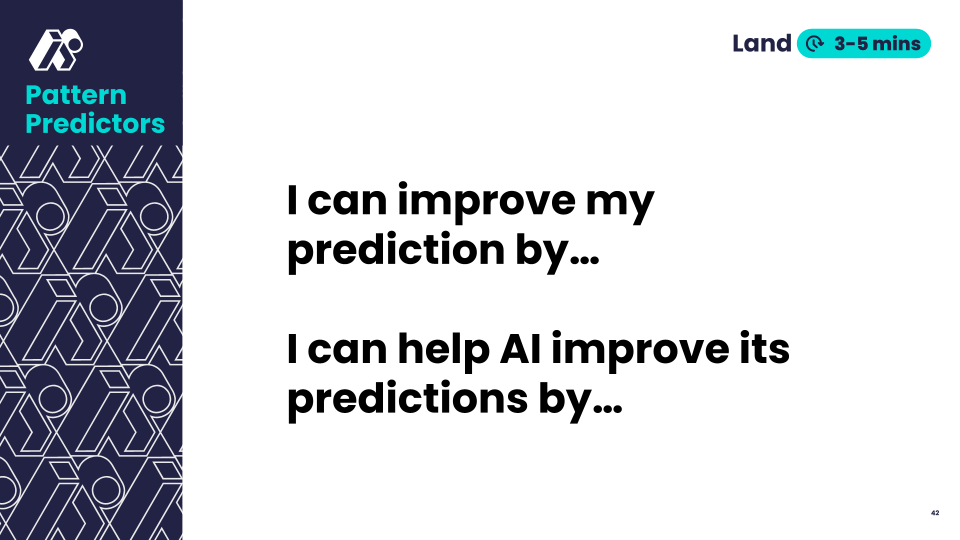 Pattern
Predictors
Land 3-5 mins
I can improve my
prediction by...
I can help AI improve its
predictions by...
42